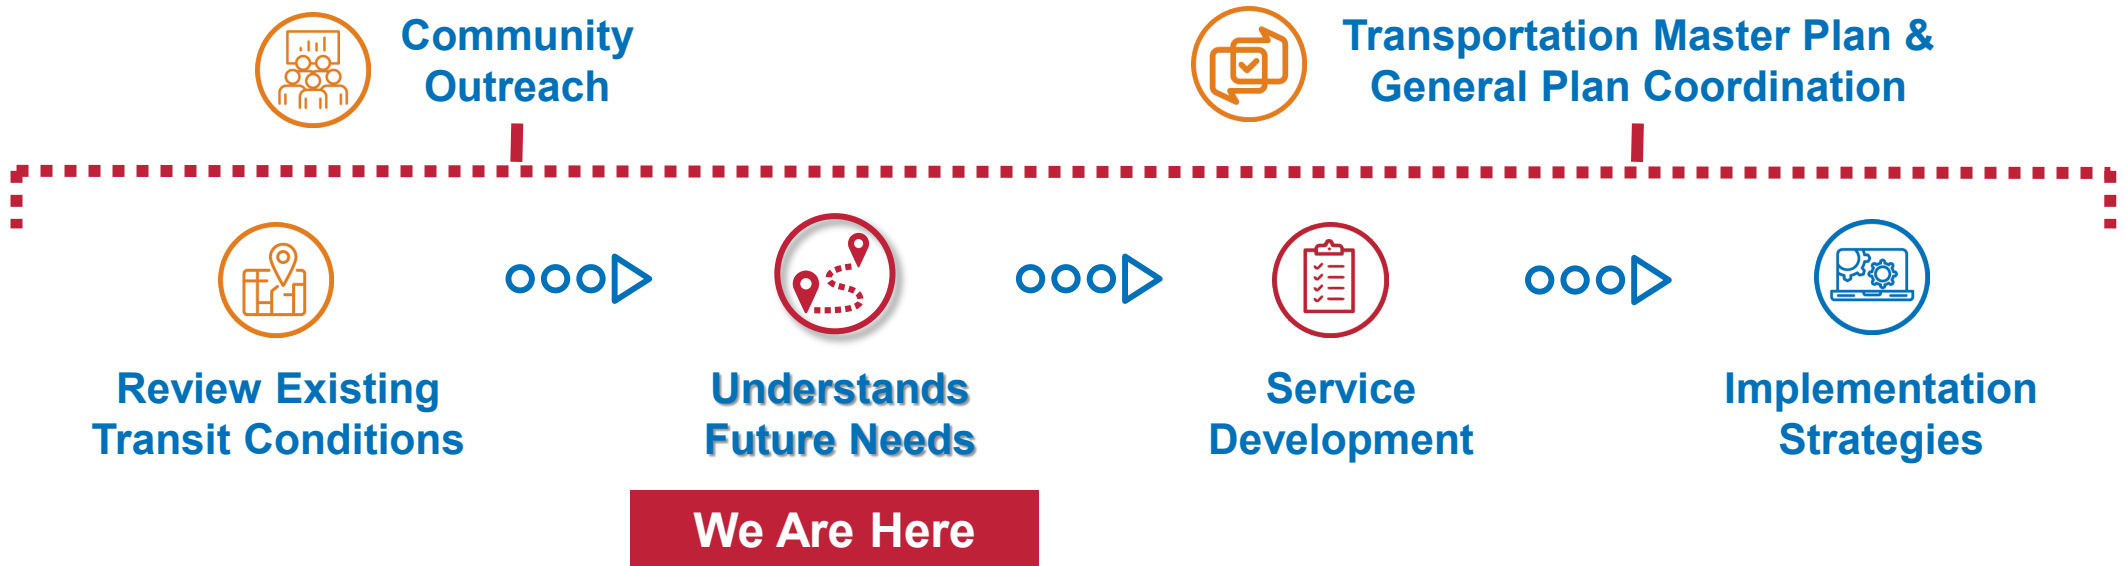 Community
Outreach
Transportation Master Plan &
General Plan Coordination
Review Existing
Transit Conditions
Understands
Future Needs
Service
Development
Implementation
Strategies
We Are Here